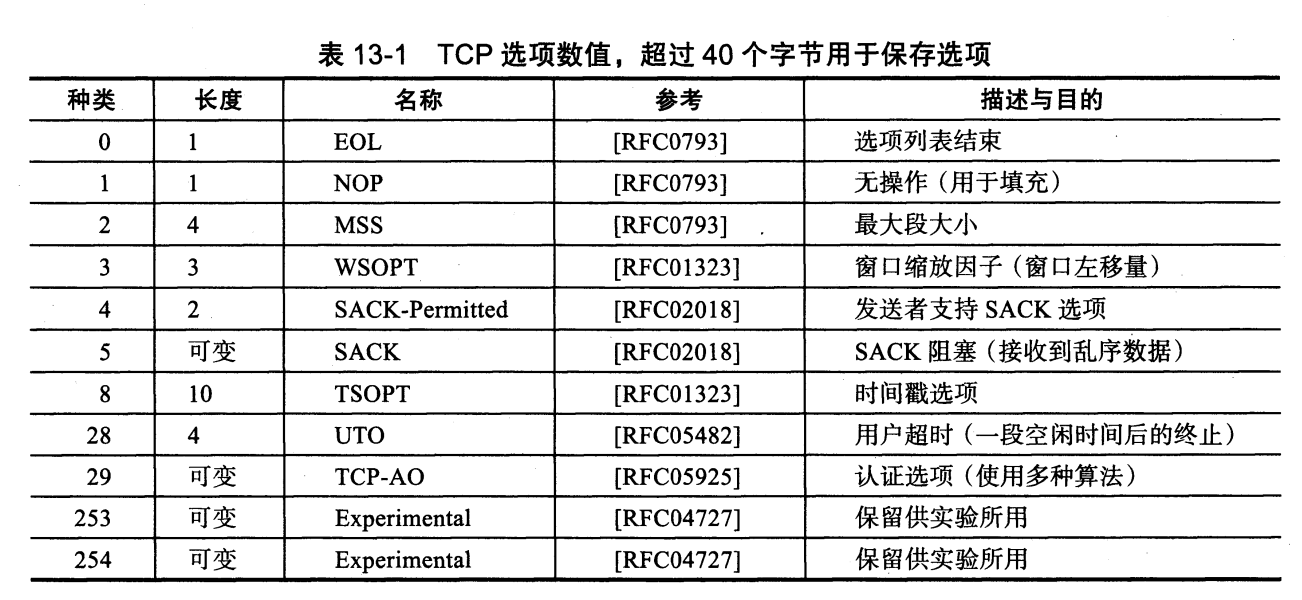 表 13-1 TCP 选项数值，超过 40 个字节用于保存选项
种类 长度 名称 参考 描述与目的
0 1 EOL [RFC0793] 选项列表结束
1 1 NOP [RFC0793] 无操作（用于填充）
2 4 MSS [RFC0793] 最大段大小
3 3 WSOPT [RFC01323] 窗口缩放因子（窗口左移量）
4 2 SACK-Permitted [RFC02018] 发送者支持 SACK 选项
5 可变 SACK [RFC02018] SACK 阻塞（接收到乱序数据）
8 10 TSOPT [RFC01323] 时间戳选项
28 4 UTO [RFC05482] 用户超时（一段空闲时间后的终止）
29 可变 TCP-AO [RFC05925] 认证选项（使用多种算法）
253 可变 Experimental [RFC04727] 保留供实验所用
254 可变 Experimental [RFC04727] 保留供实验所用